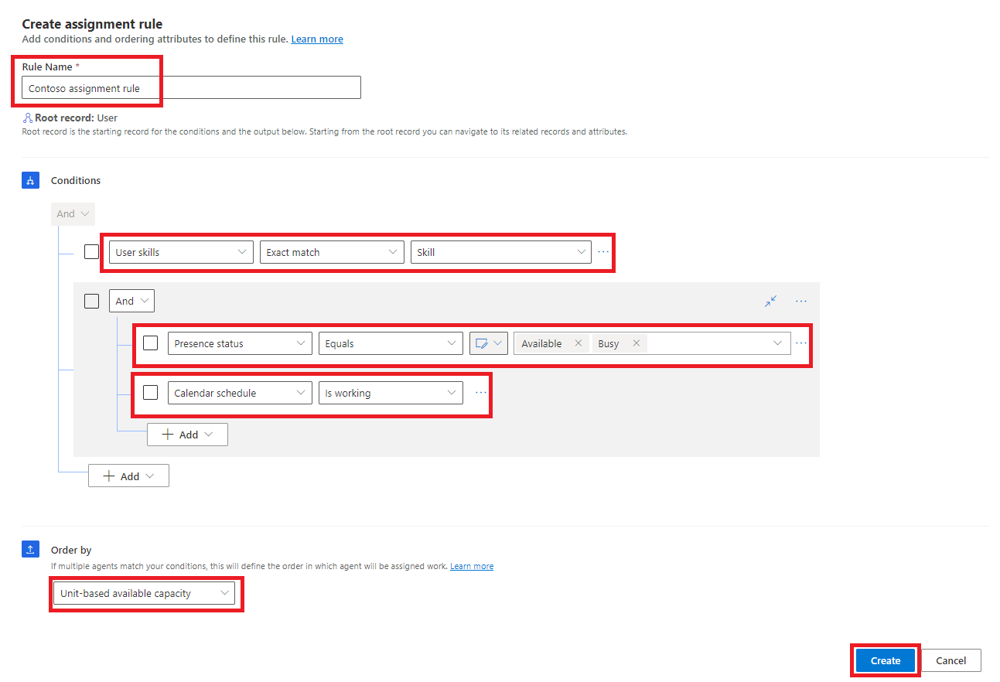 Create assignment rule
Add conditions and ordering attributes to define this rule. Learn more
Rule Name *
Contoso assignment rule
Root record: User
Root record is the starting record for the conditions and the output below. Starting from the root record you can navigate to its related records and attributes.
Conditions
And
User skills Exact match Skill ...
And ...
Presence status Equals Available × Busy × ...
Calendar schedule Is working ...
+ Add
+ Add
Order by
If multiple agents match your conditions, this will define the order in which agent will be assigned work. Learn more
Unit-based available capacity
Create Cancel